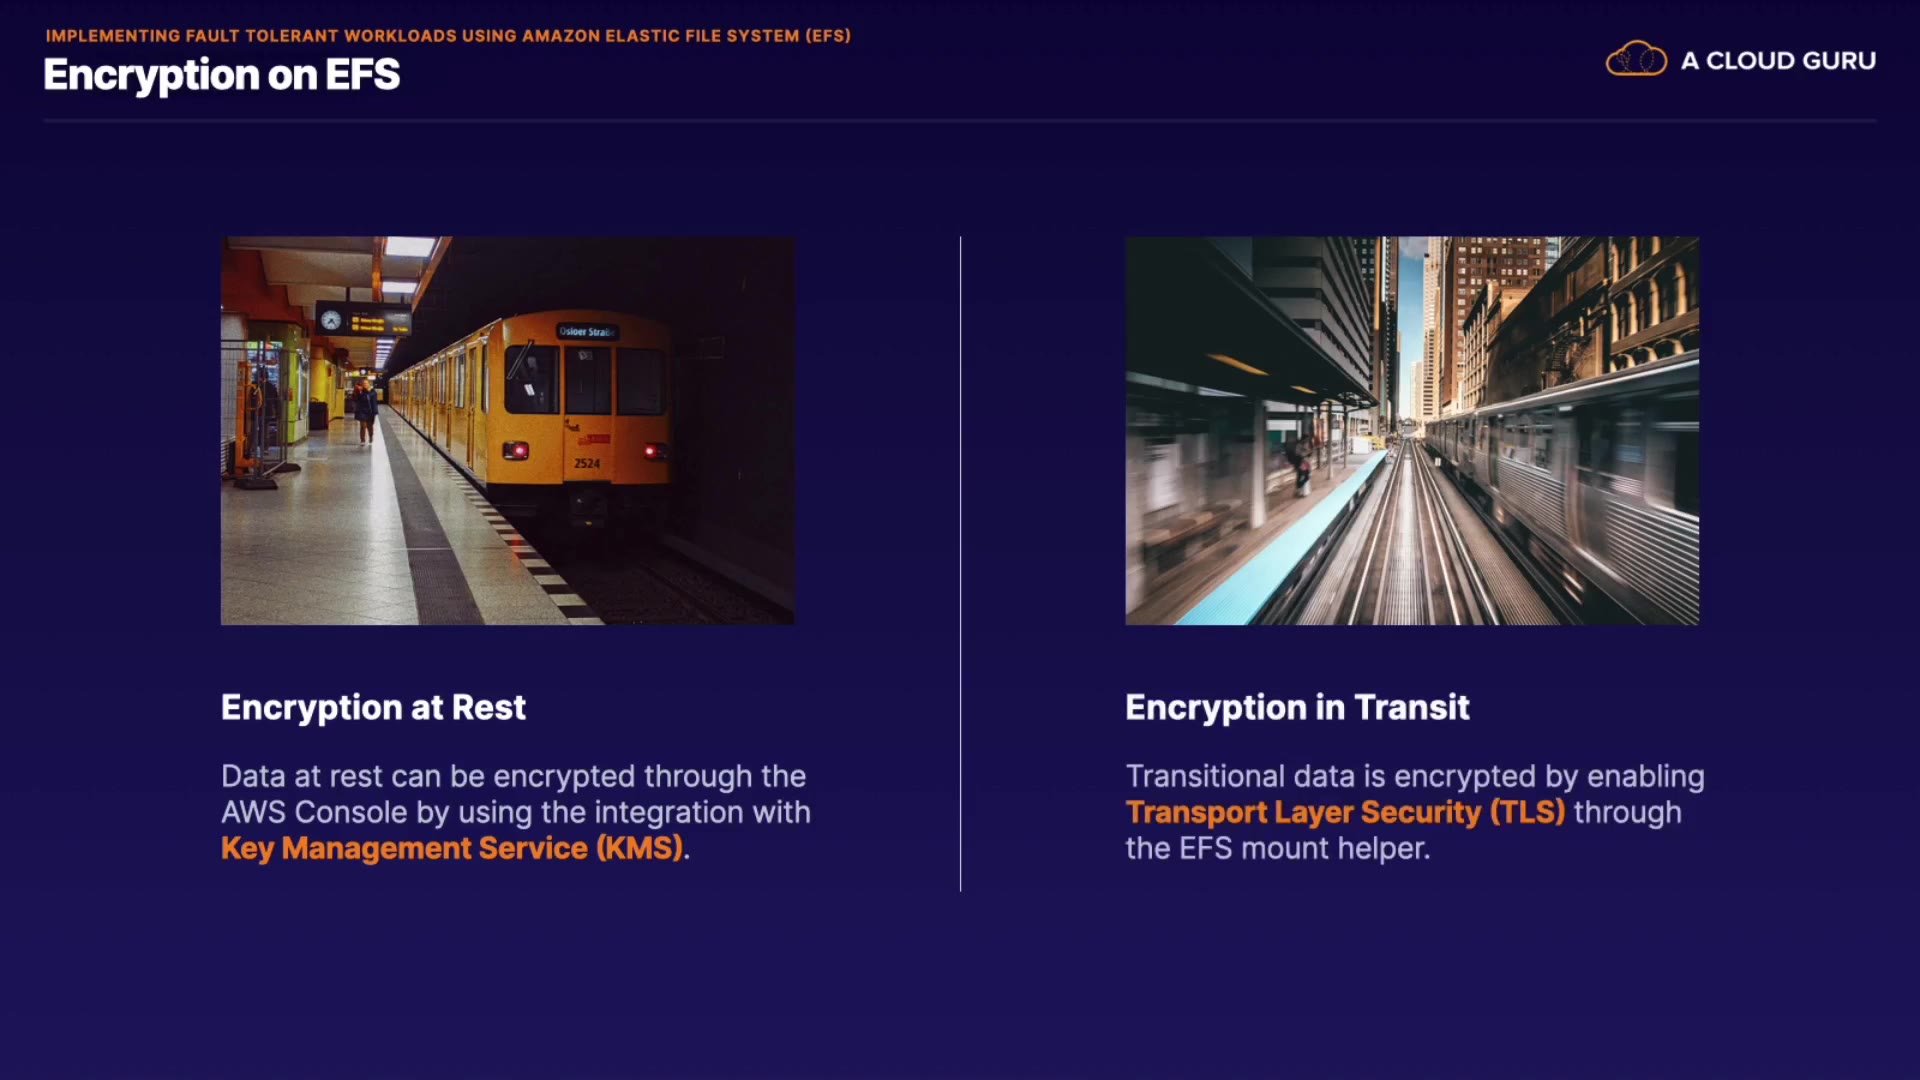 IMPLEMENTING FAULT TOLERANT WORKLOADS USING AMAZON ELASTIC FILE SYSTEM (EFS)
Encryption on EFS
A CLOUD GURU
Osloer Straße
2524
Encryption at Rest
Data at rest can be encrypted through the
AWS Console by using the integration with
Key Management Service (KMS).
Encryption in Transit
Transitional data is encrypted by enabling
Transport Layer Security (TLS) through
the EFS mount helper.